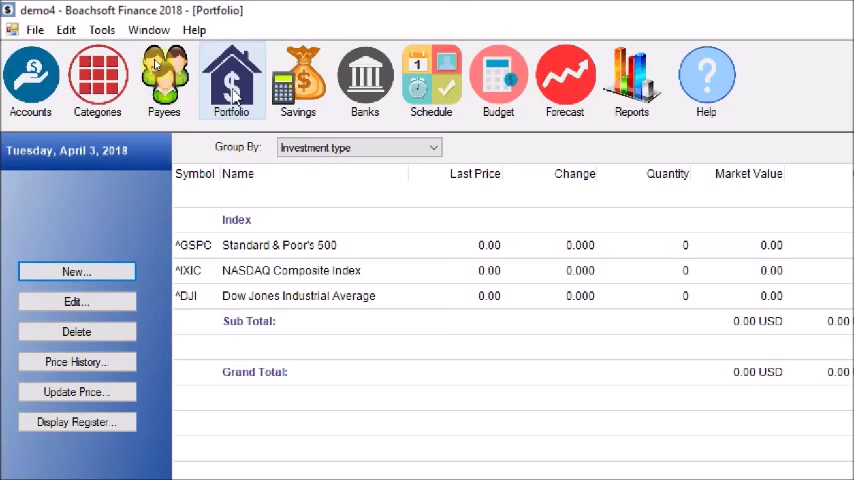 demo4 - Boachsoft Finance 2018 - [Portfolio]
File Edit Tools Window Help
Accounts Categories Payees Portfolio Savings Banks Schedule Budget Forecast Reports Help
Tuesday, April 3, 2018
Group By: Investment type
Symbol Name Last Price Change Quantity Market Value
Index
^GSPC Standard & Poor's 500 0.00 0.000 0 0.00
^IXIC NASDAQ Composite Index 0.00 0.000 0 0.00
^DJI Dow Jones Industrial Average 0.00 0.000 0 0.00
Sub Total: 0.00 USD 0.00
Grand Total: 0.00 USD 0.00
New...
Edit...
Delete
Price History...
Update Price...
Display Register...